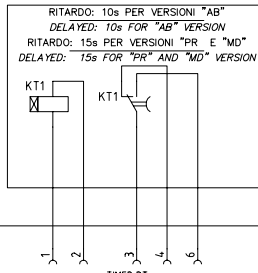 RITARDO: 10s PER VERSIONI "AB"
DELAYED: 10s FOR "AB" VERSION
RITARDO: 15s PER VERSIONI "PR E "MD"
DELAYED: 15s FOR "PR" AND "MD" VERSION
KT1
KT1
1 2 3 4 6